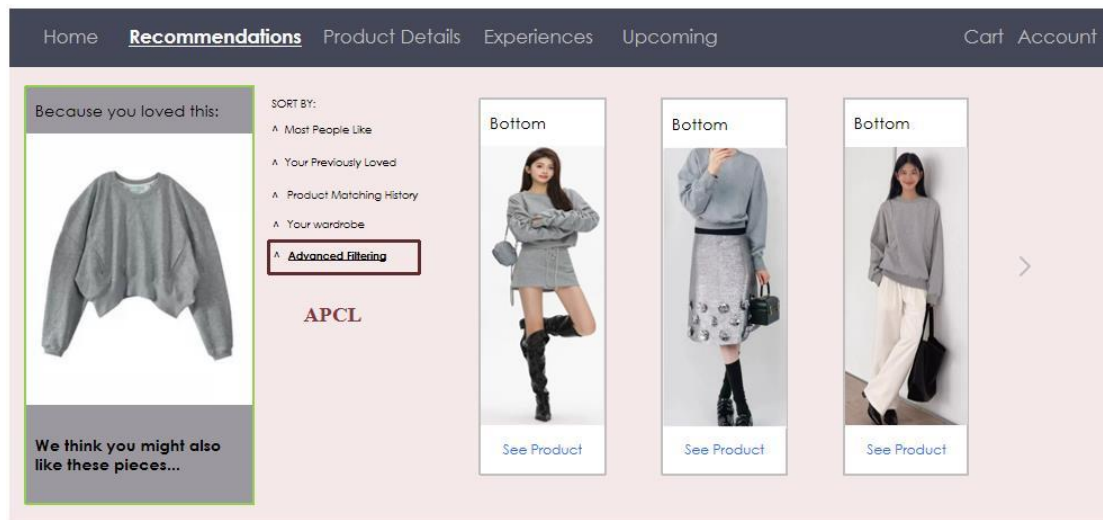 Home Recommendations Product Details Experiences Upcoming Cart Account
Because you loved this:
We think you might also
like these pieces...
SORT BY:
^ Most People Like
^ Your Previously Loved
^ Product Matching History
^ Your wardrobe
^ Advanced Filtering
APCL
Bottom
See Product
Bottom
See Product
Bottom
See Product